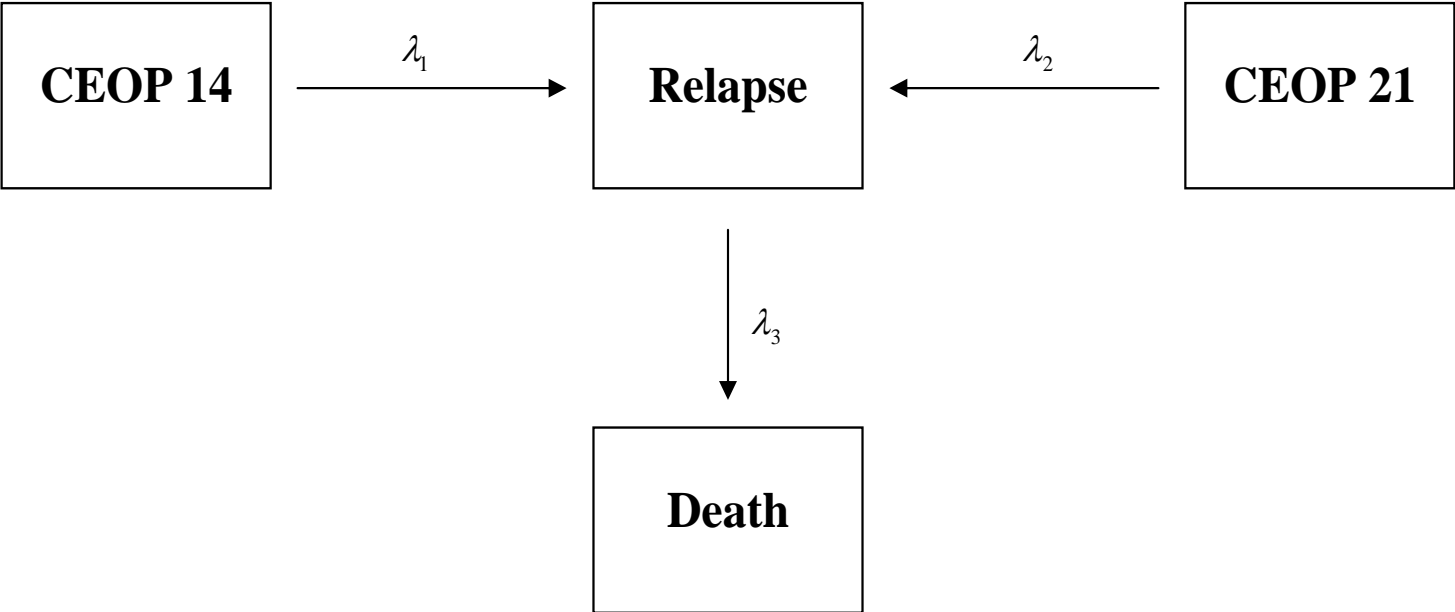 λ₁
λ₂
CEOP 14
Relapse
CEOP 21
λ₃
Death